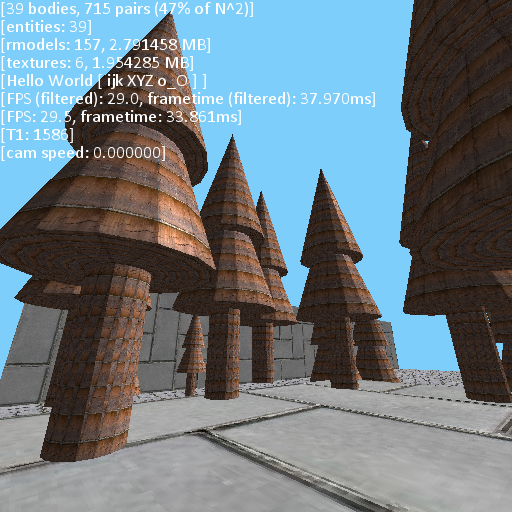 [39 bodies, 715 pairs (47% of N^2)]
[entities: 39]
[rmodels: 157, 2.791458 MB]
[textures: 6, 1.954285 MB]
[Hello World [ ijk XYZ o_O ] ]
[FPS (filtered): 29.0, frametime (filtered): 37.970ms]
[FPS: 29.5, frametime: 33.861ms]
[T1: 1586]
[cam speed: 0.000000]